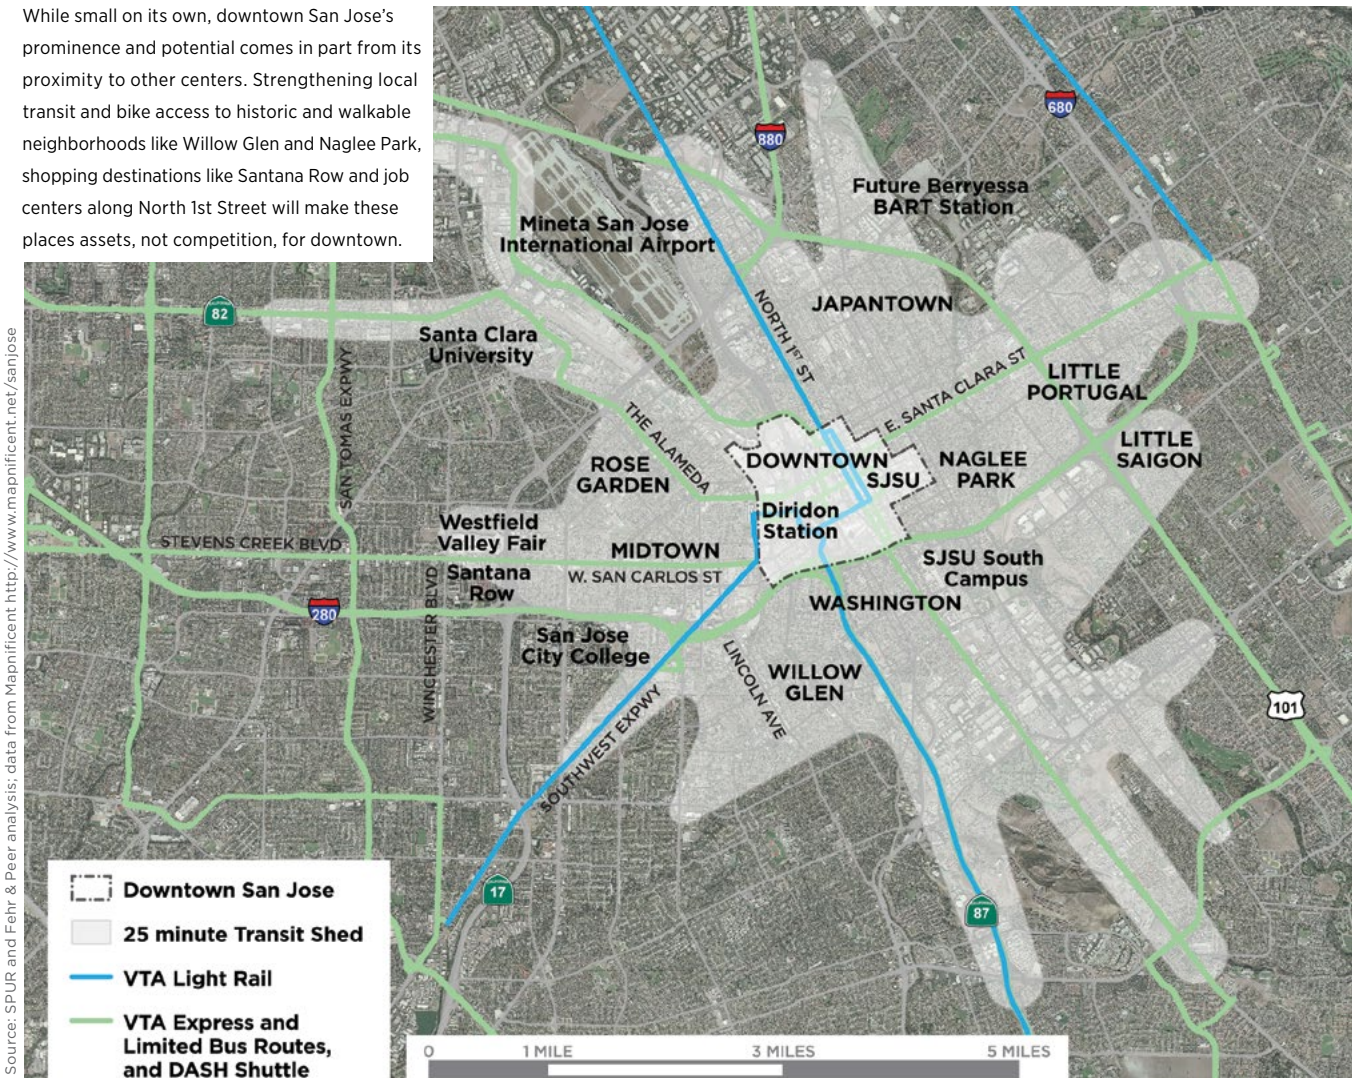 While small on its own, downtown San Jose’s
prominence and potential comes in part from its
proximity to other centers. Strengthening local
transit and bike access to historic and walkable
neighborhoods like Willow Glen and Naglee Park,
shopping destinations like Santana Row and job
centers along North 1st Street will make these
places assets, not competition, for downtown.
680
880
Future Berryessa
BART Station
Mineta San Jose
International Airport
NORTH 1ST ST
JAPANTOWN
82
Santa Clara
University
SAN TOMAS EXPWY
E. SANTA CLARA ST
LITTLE
PORTUGAL
THE ALAMEDA
LITTLE
SAIGON
DOWNTOWN
SJSU
NAGLEE
PARK
ROSE
GARDEN
Diridon
Station
Westfield
Valley Fair
STEVENS CREEK BLVD
MIDTOWN
SJSU South
Campus
Santana
Row
W. SAN CARLOS ST
WASHINGTON
280
WINCHESTER BLVD
San Jose
City College
LINCOLN AVE
WILLOW
GLEN
101
SOUTHWEST EXPWY
17
87
Downtown San Jose
25 minute Transit Shed
VTA Light Rail
VTA Express and
Limited Bus Routes,
and DASH Shuttle
0 1 MILE 3 MILES 5 MILES
Source: SPUR and Fehr & Peer analysis; data from Mapnificent http://www.mapnificent.net/sanjose